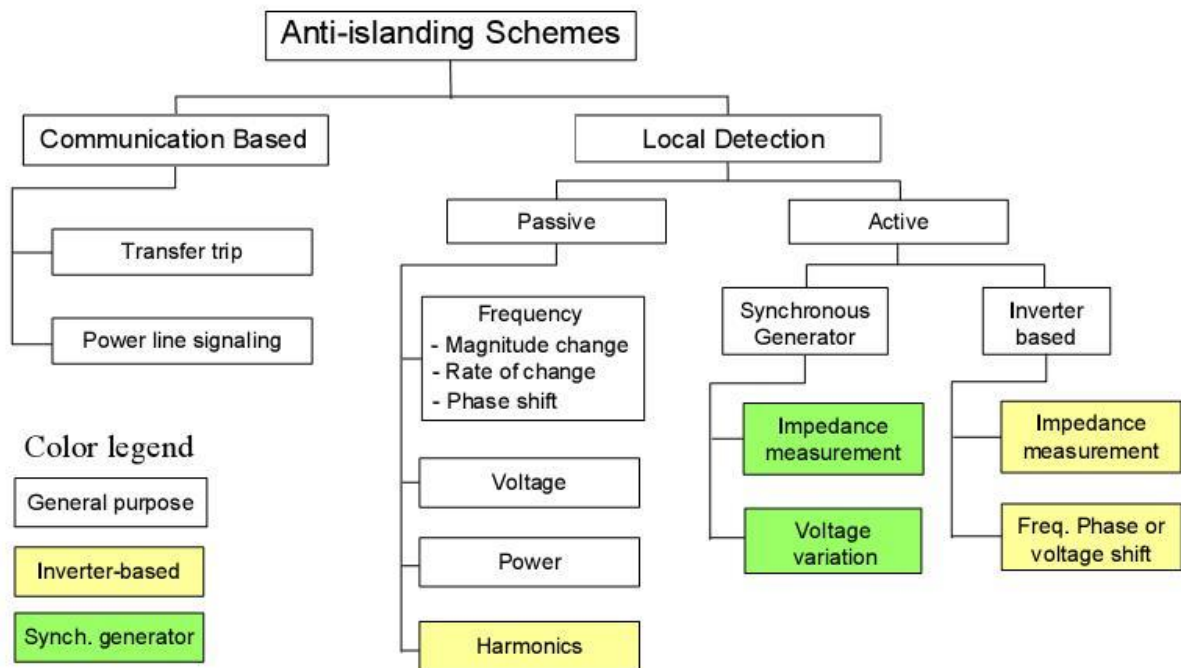 Anti-islanding Schemes
Communication Based
Local Detection
Transfer trip
Power line signaling
Passive
Active
Frequency
- Magnitude change
- Rate of change
- Phase shift
Voltage
Power
Harmonics
Synchronous
Generator
Inverter
based
Impedance
measurement
Voltage
variation
Impedance
measurement
Freq. Phase or
voltage shift
Color legend
General purpose
Inverter-based
Synch. generator